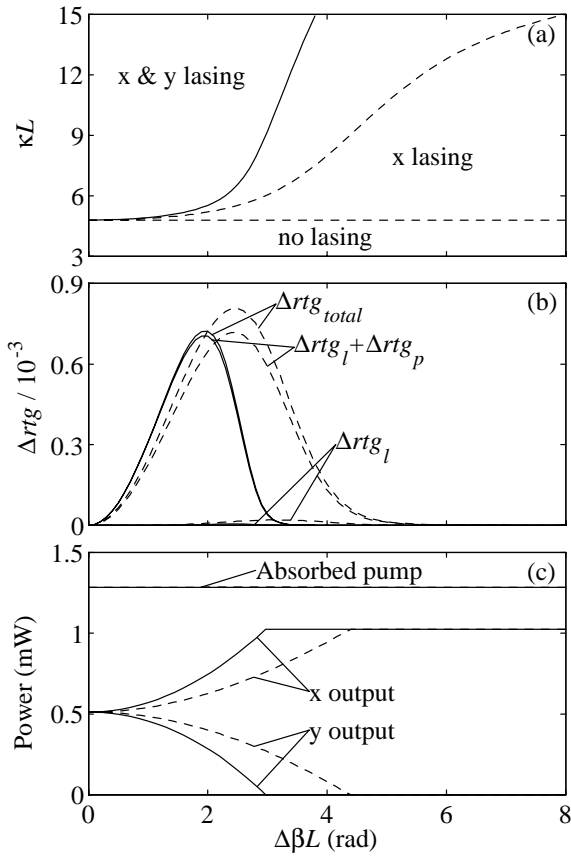 15
(a)
x & y lasing
12
κL
9
x lasing
6
no lasing
3
0.9
(b)
Δrtg_total
Δrtg_l+Δrtg_p
0.6
Δrtg / 10^-3
0.3
Δrtg_l
0
1.5
Absorbed pump
(c)
1
Power (mW)
x output
0.5
y output
0
0 2 4 6 8
ΔβL (rad)